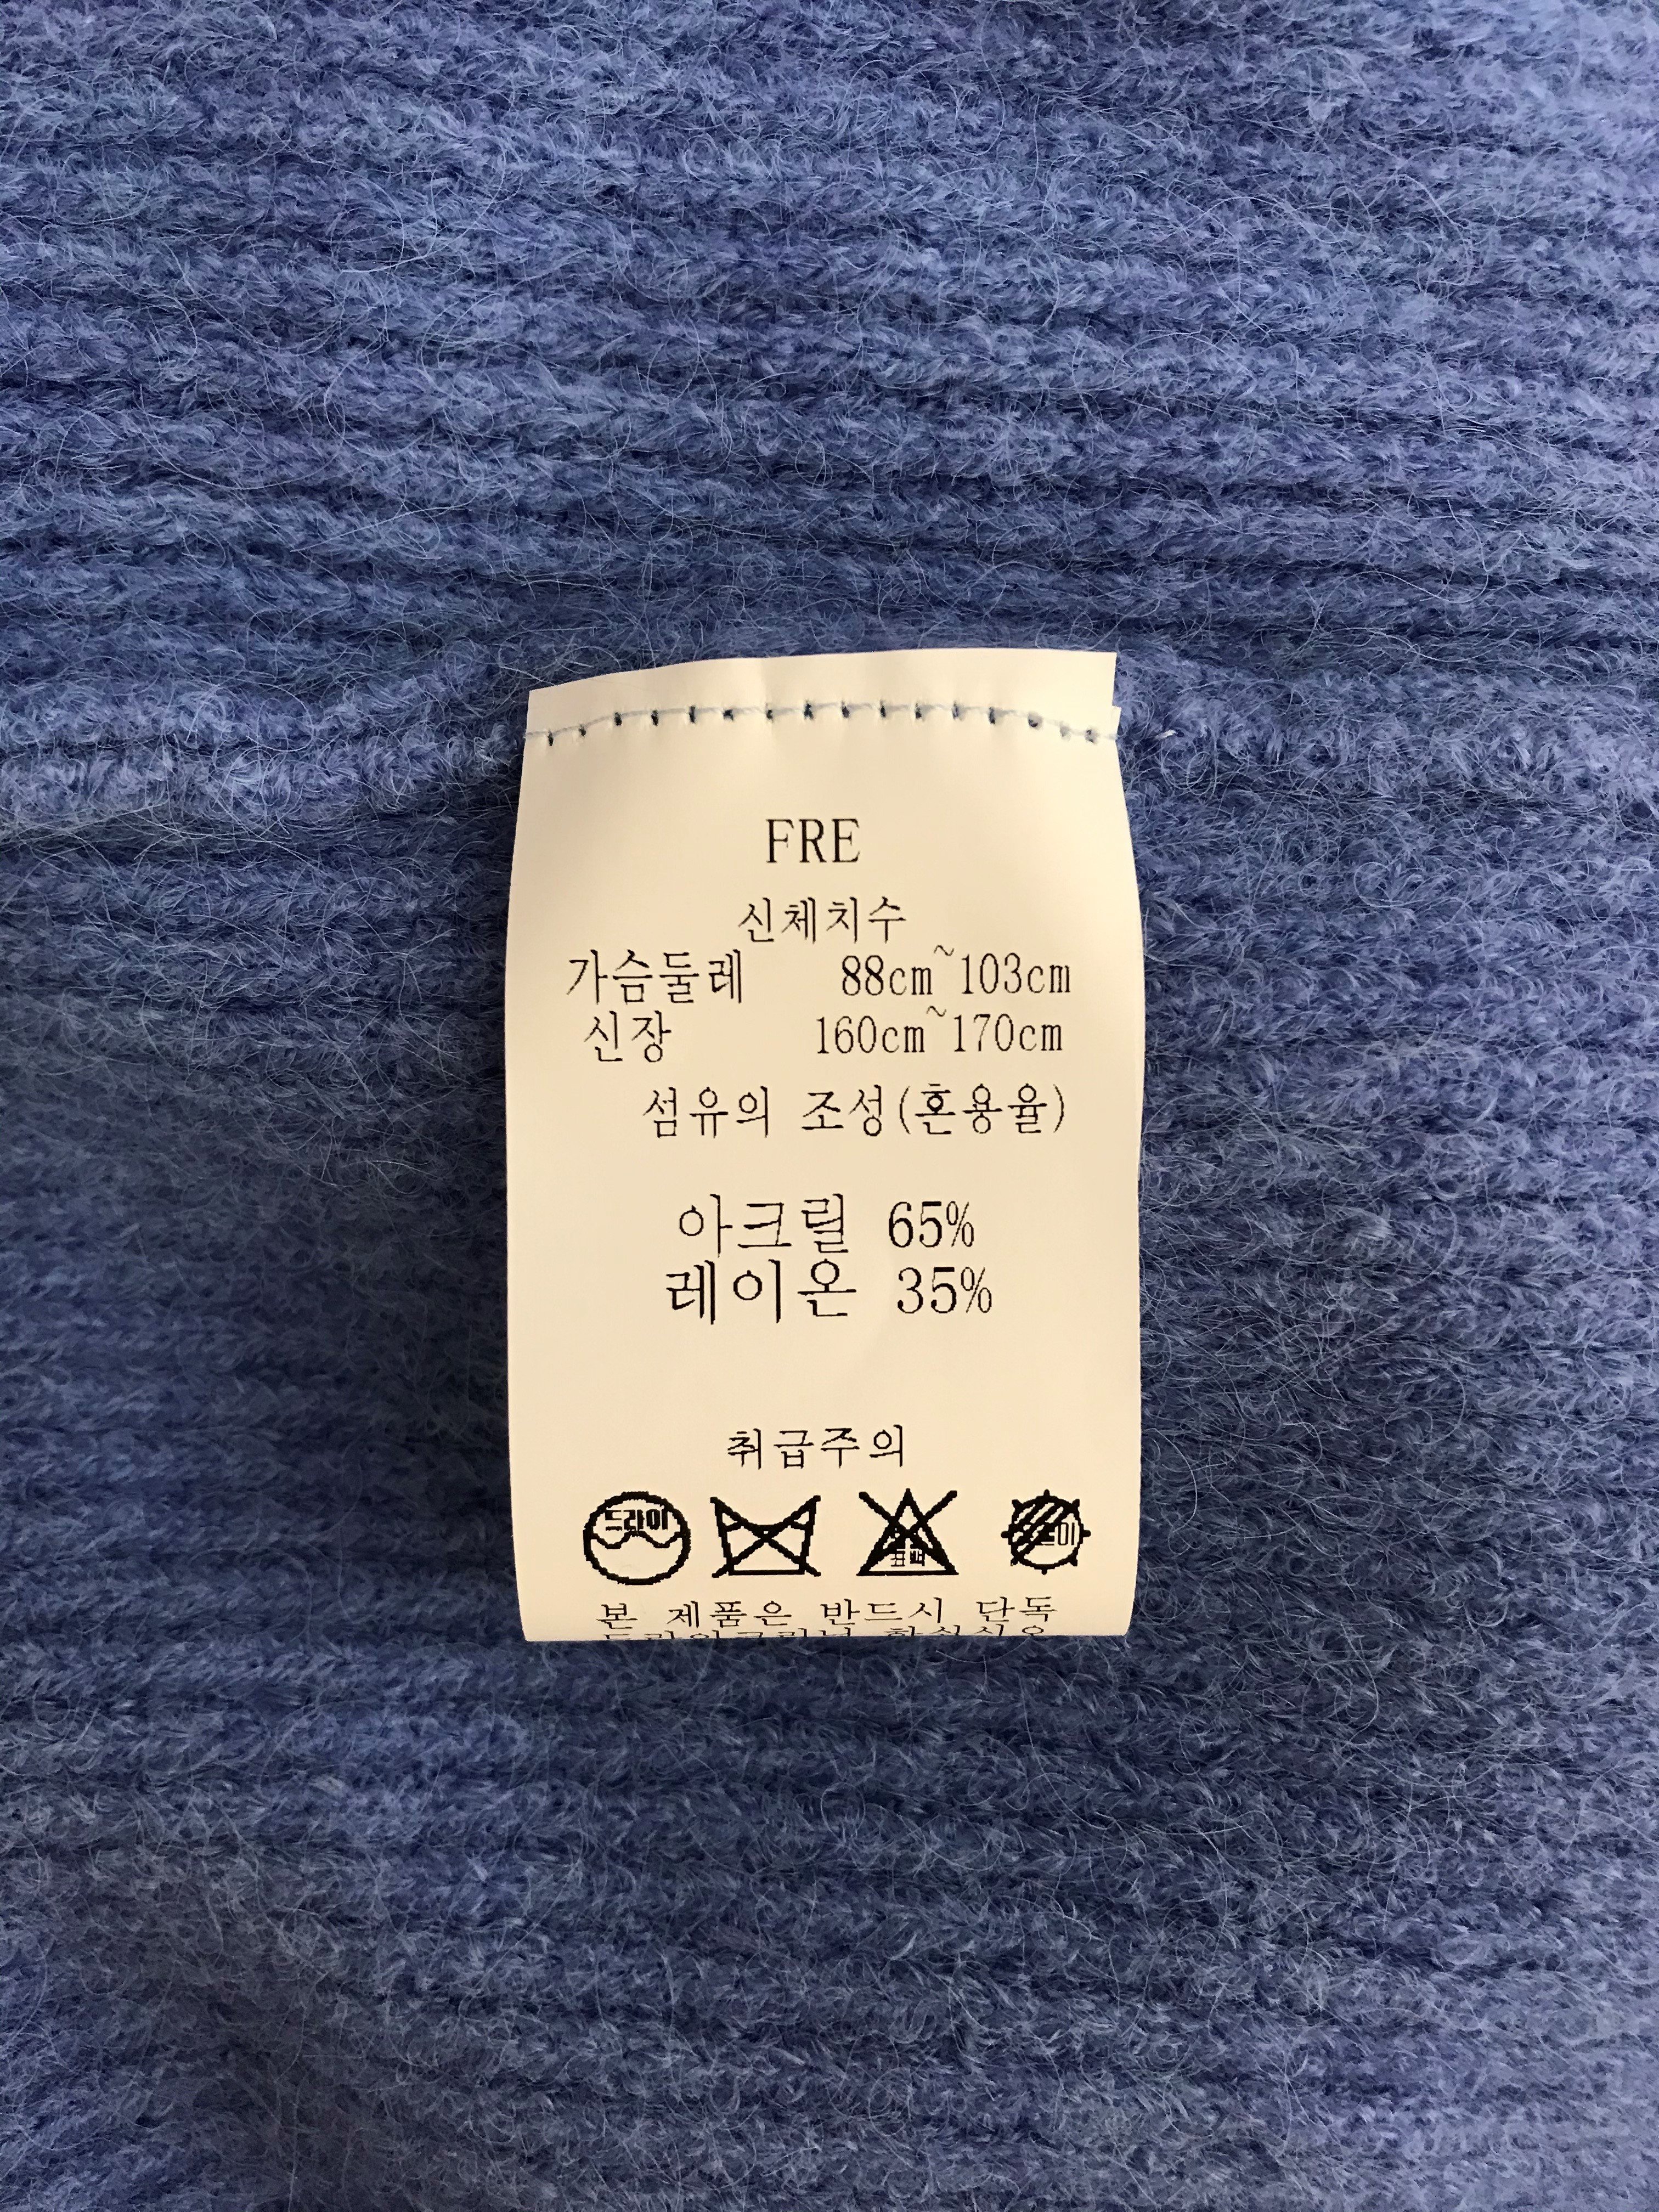 FRE
신체치수
가슴둘레 88cm~103cm
신장 160cm~170cm
섬유의 조성(혼용율)
아크릴 65%
레이온 35%
취급주의
드라이
표백
본 제품은 반드시 단독